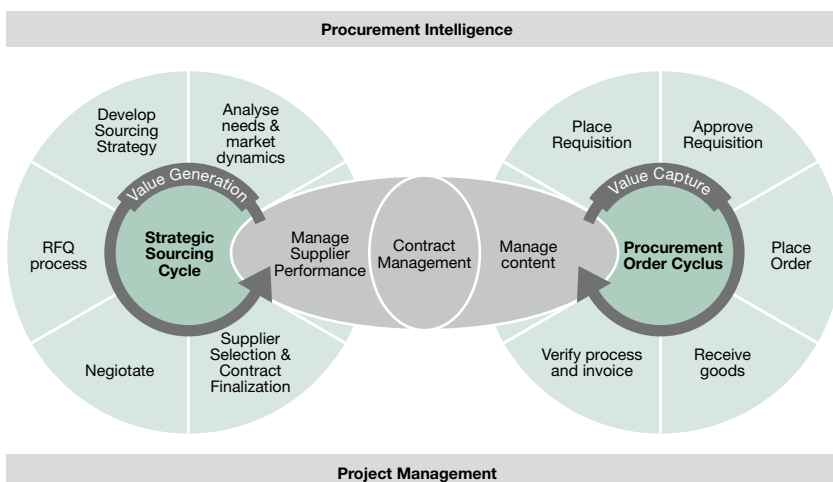 Procurement Intelligence
Develop
Sourcing
Strategy
Analyse
needs &
market
dynamics
RFQ
process
Value Generation
Strategic
Sourcing
Cycle
Negiotate
Supplier
Selection &
Contract
Finalization
Manage
Supplier
Performance
Contract
Management
Manage
content
Place
Requisition
Approve
Requisition
Value Capture
Procurement
Order Cyclus
Place
Order
Verify process
and invoice
Receive
goods
Project Management